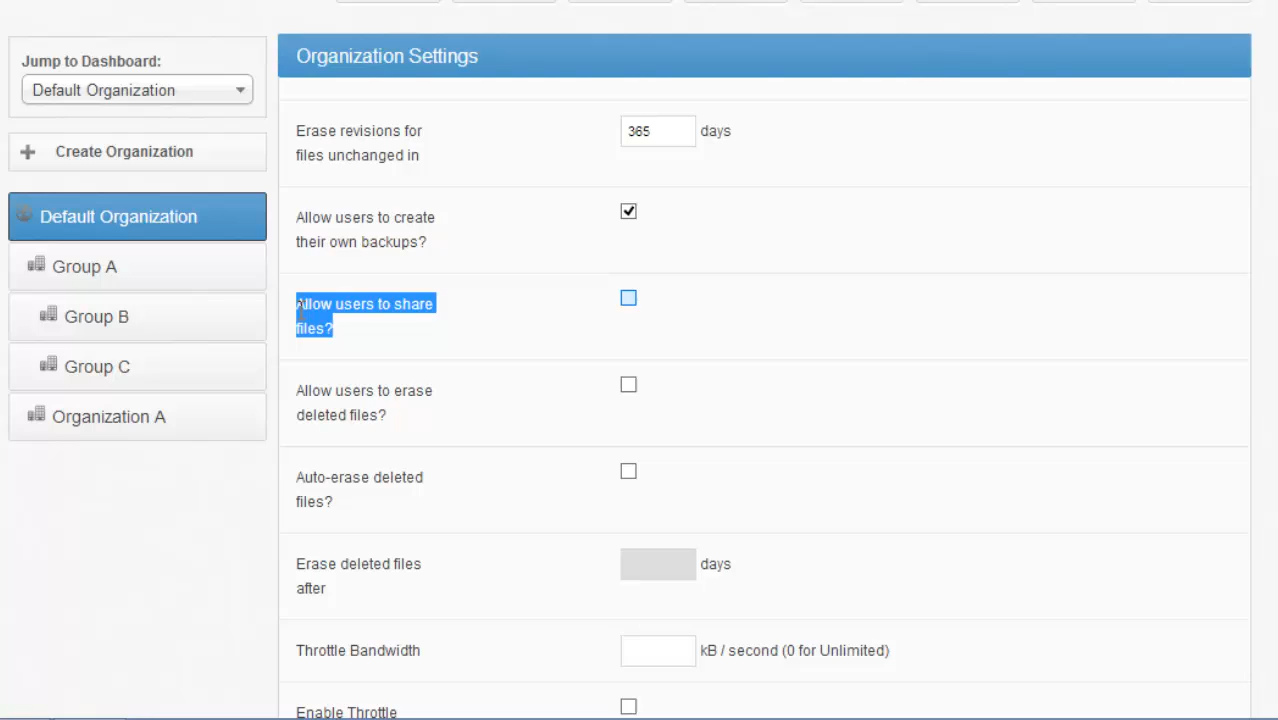 Jump to Dashboard:
Default Organization
Create Organization
Default Organization
Group A
Group B
Group C
Organization A
Organization Settings
Erase revisions for
files unchanged in
365 days
Allow users to create
their own backups?
Allow users to share
files?
Allow users to erase
deleted files?
Auto-erase deleted
files?
Erase deleted files
after
days
Throttle Bandwidth
kB / second (0 for Unlimited)
Enable Throttle